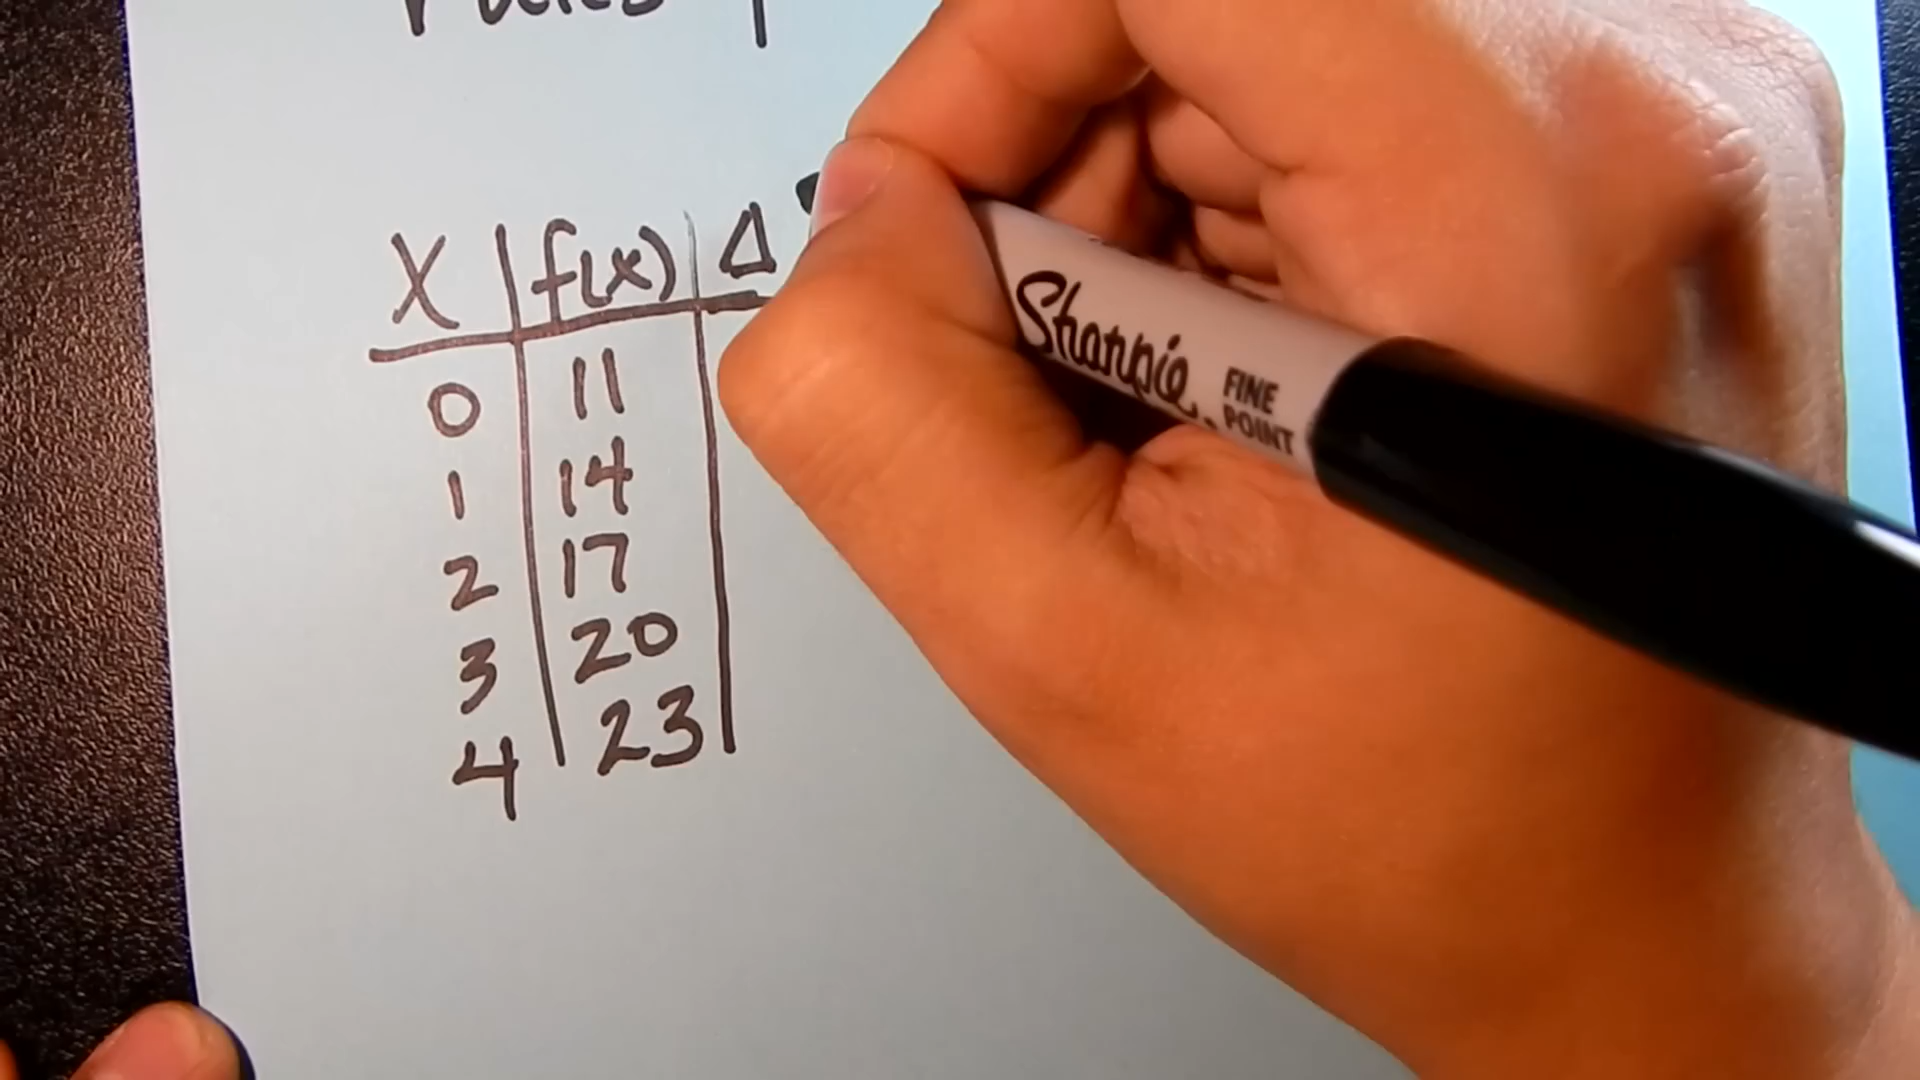 X f(x) Δ
0 11
1 14
2 17
3 20
4 23
Sharpie.
FINE
POINT